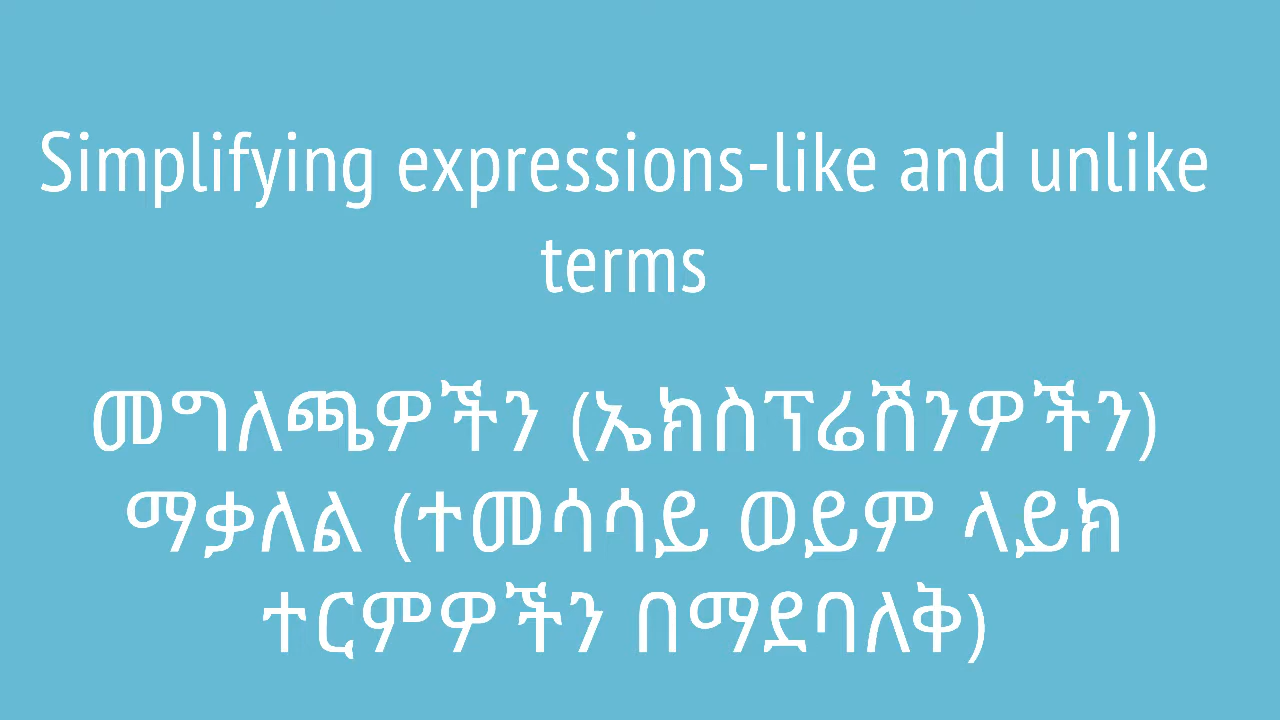 Simplifying expressions-like and unlike
terms
መግለጫዎችን (ኤክስፕሬሽንዎችን)
ማቃለል (ተመሳሳይ ወይም ላይክ
ተርምዎችን በማደባለቅ)